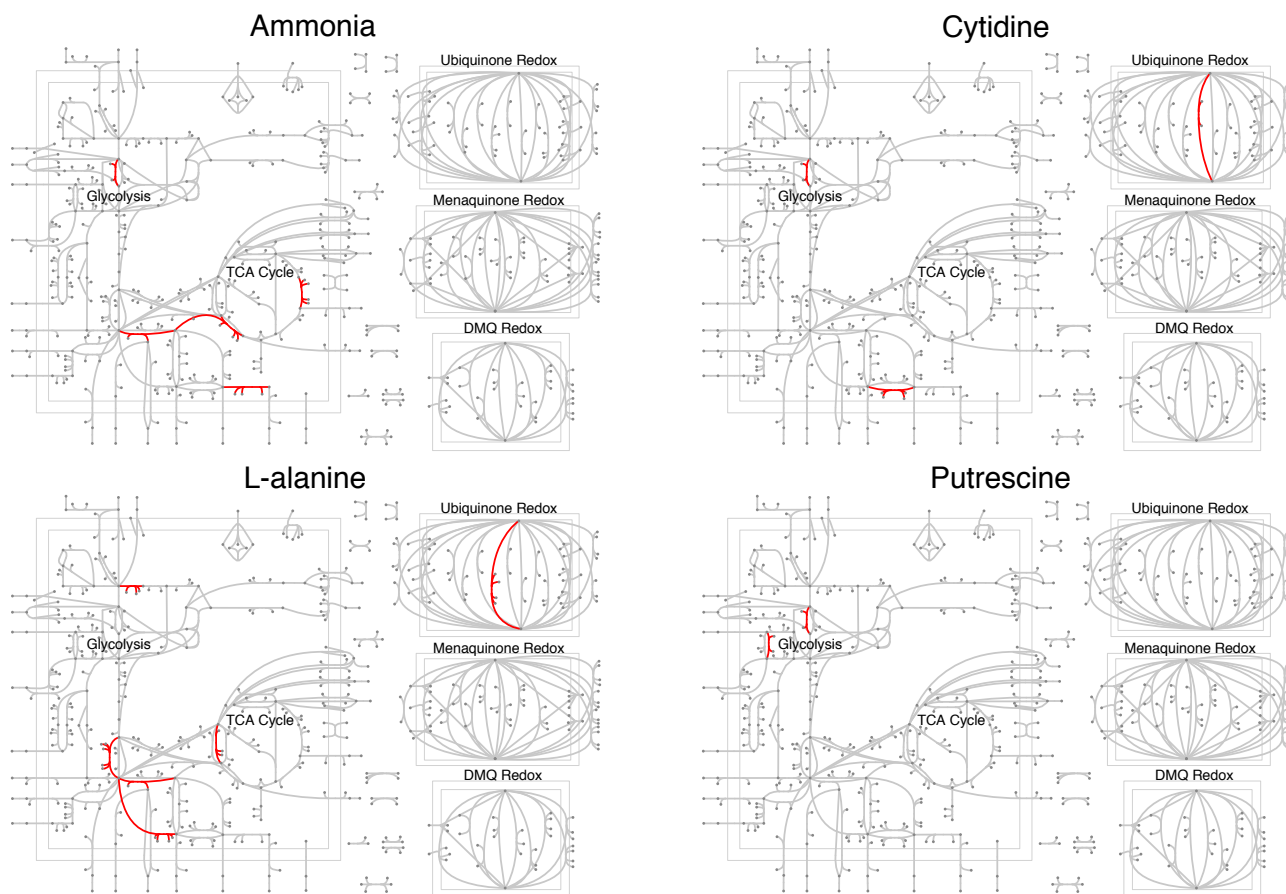 Ammonia
Ubiquinone Redox
Glycolysis
Menaquinone Redox
TCA Cycle
DMQ Redox
Cytidine
Ubiquinone Redox
Glycolysis
Menaquinone Redox
TCA Cycle
DMQ Redox
L-alanine
Ubiquinone Redox
Glycolysis
Menaquinone Redox
TCA Cycle
DMQ Redox
Putrescine
Ubiquinone Redox
Glycolysis
Menaquinone Redox
TCA Cycle
DMQ Redox